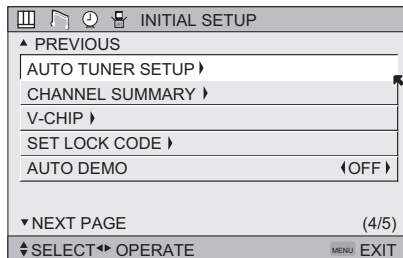 INITIAL SETUP
PREVIOUS
AUTO TUNER SETUP
CHANNEL SUMMARY
V-CHIP
SET LOCK CODE
AUTO DEMO OFF
NEXT PAGE (4/5)
SELECT OPERATE MENU EXIT